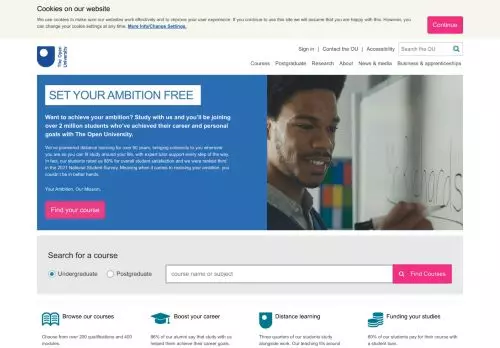 Cookies on our website
We use cookies to make sure our websites work effectively and to improve your user experience. If you continue to use this site we will assume that you are happy with this. However, you
can change your cookie settings at any time. More Info/Change Settings.
Continue
The Open
University
Sign in | Contact the OU | Accessibility
Search the OU
Courses Postgraduate Research About News & media Business & apprenticeships
SET YOUR AMBITION FREE
Want to achieve your ambition? Study with us and you'll be joining
over 2 million students who've achieved their career and personal
goals with The Open University.
We've pioneered distance learning for over 50 years, bringing university to you wherever
you are so you can fit study around your life, with expert tutor support every step of the way.
In fact, our students rated us 90% for overall student satisfaction and we were ranked third
in the 2021 National Student Survey. Meaning when it comes to realising your ambition, you
couldn't be in better hands.
Your Ambition. Our Mission.
Find your course
Search for a course
Undergraduate Postgraduate
course name or subject
Find Courses
Browse our courses
Choose from over 200 qualifications and 400
modules.
Boost your career
86% of our alumni say that study with us
helped them achieve their career goals.
Distance learning
Three quarters of our students study
alongside work. Our teaching fits around
Funding your studies
60% of our students pay for their course with
a student loan.